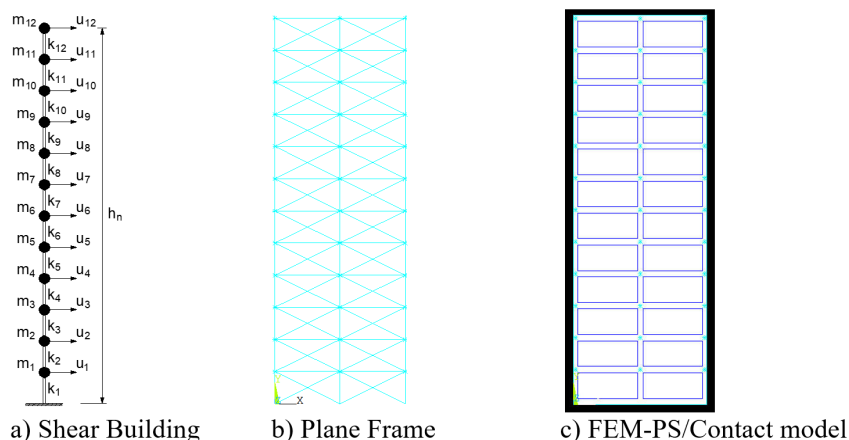 m12 u12
k12
m11 u11
k11
m10 u10
k10
m9 u9
k9
m8 u8
k8
m7 u7
k7
m6 u6
hn
k6
m5 u5
k5
m4 u4
k4
m3 u3
k3
m2 u2
k2
m1 u1
k1
X
a) Shear Building
b) Plane Frame
c) FEM-PS/Contact model